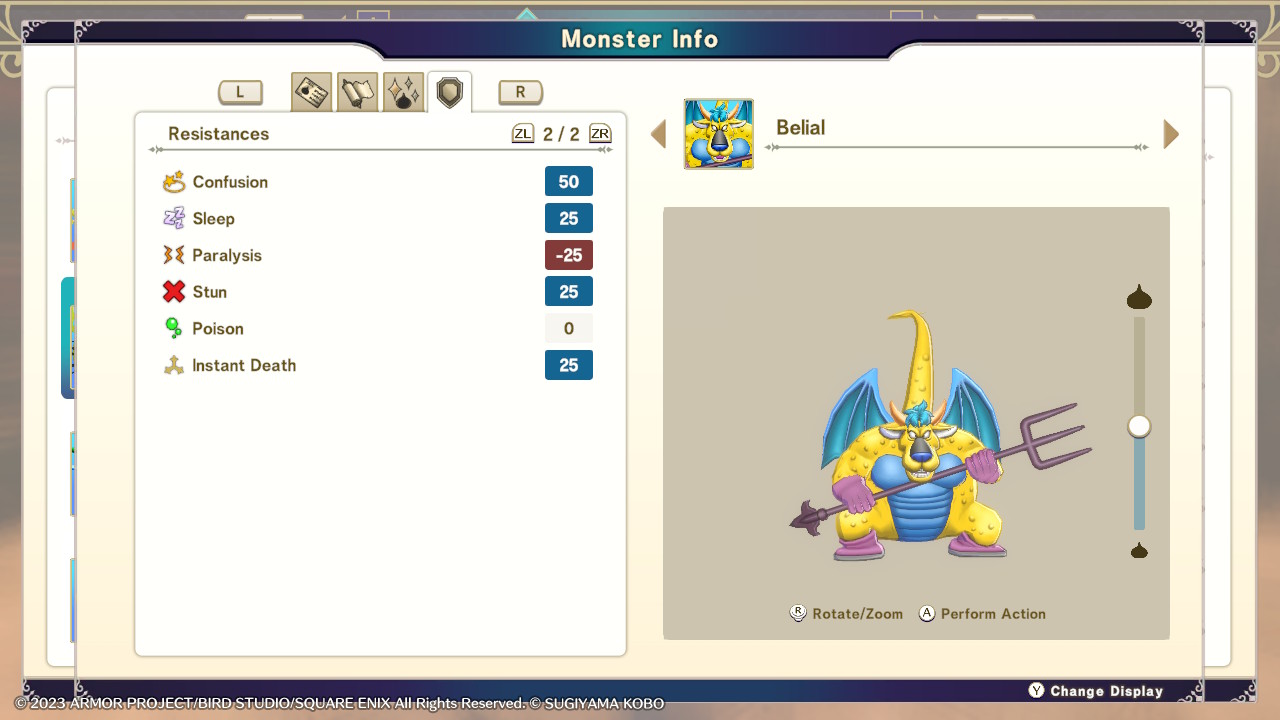 Monster Info
L
R
Resistances
ZL 2 / 2 ZR
Confusion 50
Sleep 25
Paralysis -25
Stun 25
Poison 0
Instant Death 25
Belial
R Rotate/Zoom A Perform Action
Y Change Display
© 2023 ARMOR PROJECT/BIRD STUDIO/SQUARE ENIX All Rights Reserved. © SUGIYAMA KOBO